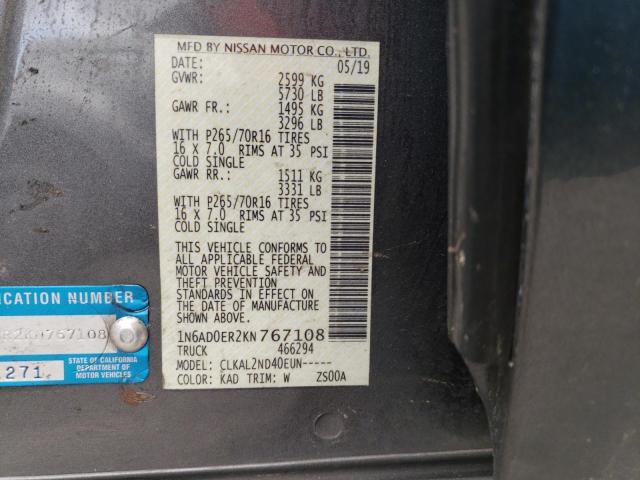 MFD BY NISSAN MOTOR CO., LTD.
DATE: 05/19
GVWR: 2599 KG
5730 LB
GAWR FR.: 1495 KG
3296 LB
WITH P265/70R16 TIRES
16 X 7.0 RIMS AT 35 PSI
COLD SINGLE
GAWR RR.: 1511 KG
3331 LB
WITH P265/70R16 TIRES
16 X 7.0 RIMS AT 35 PSI
COLD SINGLE
THIS VEHICLE CONFORMS TO
ALL APPLICABLE FEDERAL
MOTOR VEHICLE SAFETY AND
THEFT PREVENTION
STANDARDS IN EFFECT ON
THE DATE OF MANUFACTURE
SHOWN ABOVE.
1N6AD0ER2KN 767108
TRUCK 466294
MODEL: CLKAL2ND40EUN-----
COLOR: KAD TRIM: W ZS00A
ICATION NUMBER
R2KN767108
STATE OF CALIFORNIA
DEPARTMENT OF
MOTOR VEHICLES
271